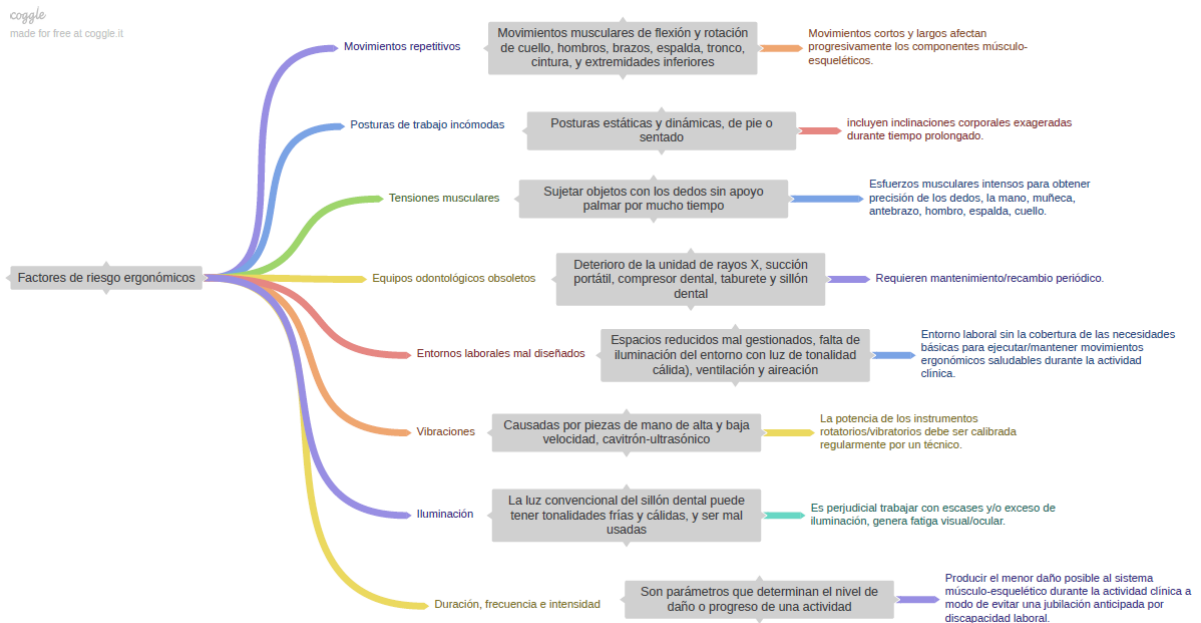 coggle
made for free at coggle.it
Factores de riesgo ergonómicos
Movimientos repetitivos
Movimientos musculares de flexión y rotación
de cuello, hombros, brazos, espalda, tronco,
cintura, y extremidades inferiores
Movimientos cortos y largos afectan
progresivamente los componentes músculo-
esqueléticos.
Posturas de trabajo incómodas
Posturas estáticas y dinámicas, de pie o
sentado
incluyen inclinaciones corporales exageradas
durante tiempo prolongado.
Tensiones musculares
Sujetar objetos con los dedos sin apoyo
palmar por mucho tiempo
Esfuerzos musculares intensos para obtener
precisión de los dedos, la mano, muñeca,
antebrazo, hombro, espalda, cuello.
Equipos odontológicos obsoletos
Deterioro de la unidad de rayos X, succión
portátil, compresor dental, taburete y sillón
dental
Requieren mantenimiento/recambio periódico.
Entornos laborales mal diseñados
Espacios reducidos mal gestionados, falta de
iluminación del entorno con luz de tonalidad
cálida), ventilación y aireación
Entorno laboral sin la cobertura de las necesidades
básicas para ejecutar/mantener movimientos
ergonómicos saludables durante la actividad
clínica.
Vibraciones
Causadas por piezas de mano de alta y baja
velocidad, cavitrón-ultrasónico
La potencia de los instrumentos
rotatorios/vibratorios debe ser calibrada
regularmente por un técnico.
Iluminación
La luz convencional del sillón dental puede
tener tonalidades frías y cálidas, y ser mal
usadas
Es perjudicial trabajar con escases y/o exceso de
iluminación, genera fatiga visual/ocular.
Duración, frecuencia e intensidad
Son parámetros que determinan el nivel de
daño o progreso de una actividad
Producir el menor daño posible al sistema
músculo-esquelético durante la actividad clínica a
modo de evitar una jubilación anticipada por
discapacidad laboral.